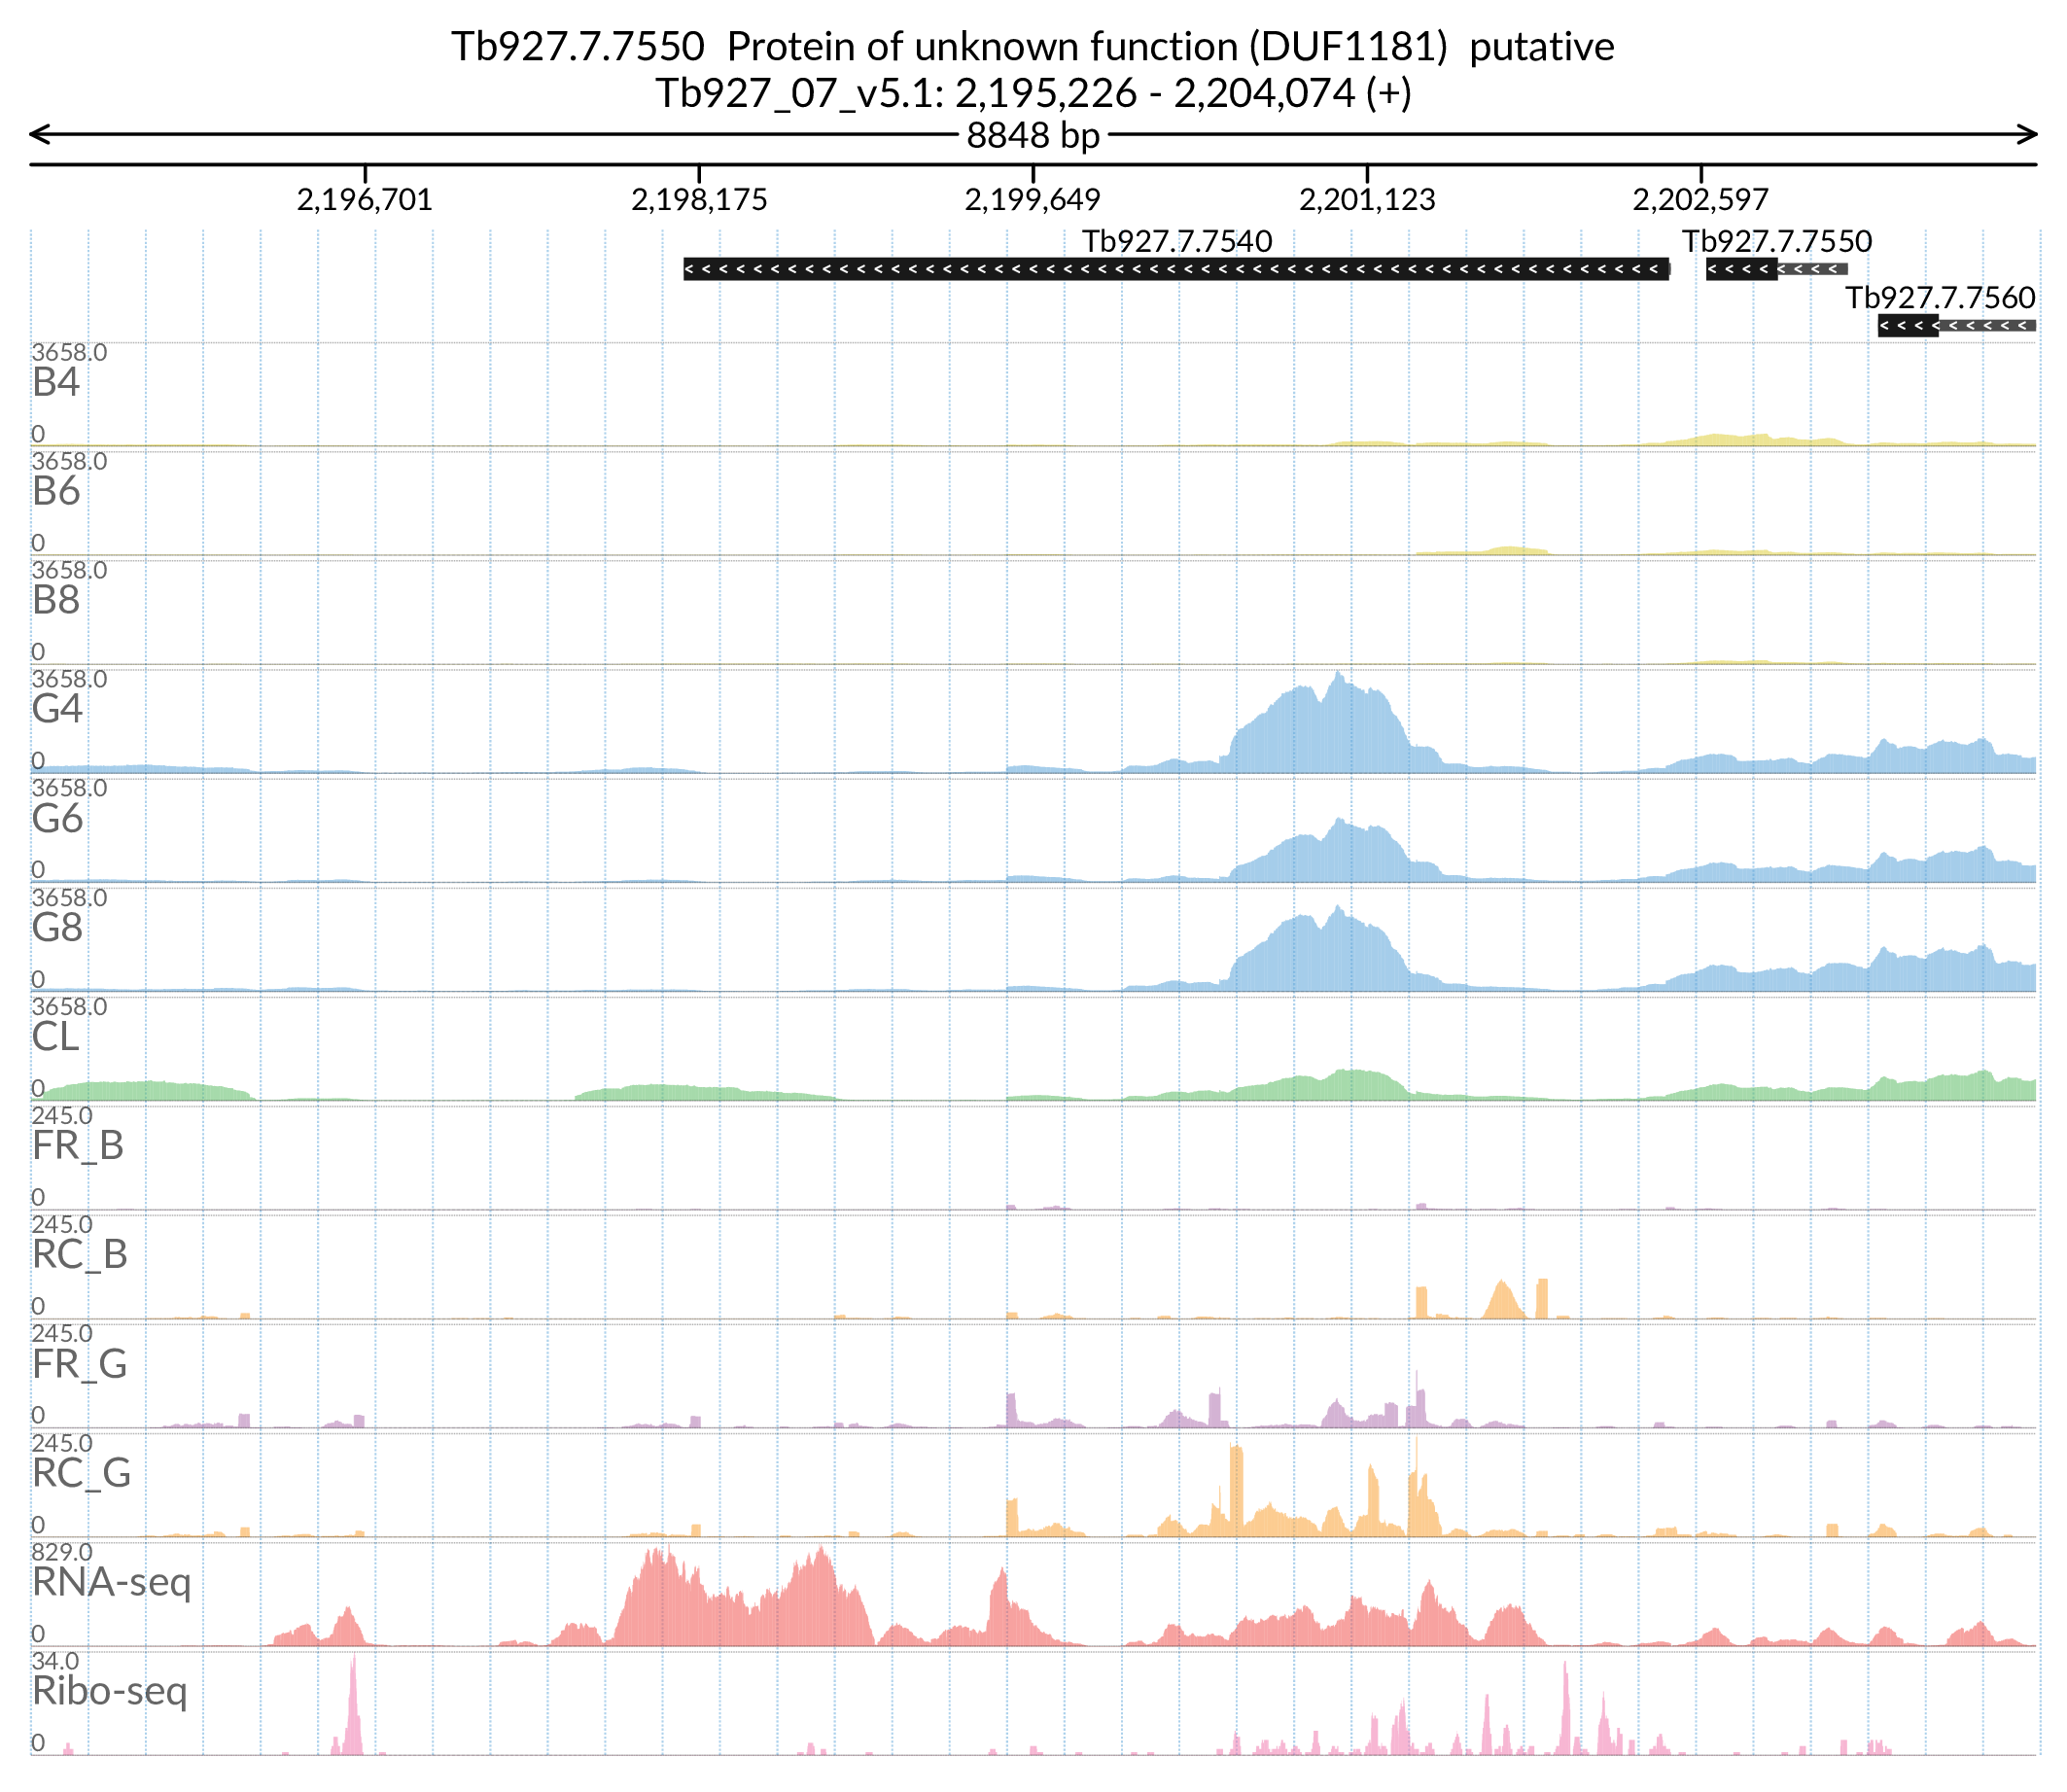 Tb927.7.7550  Protein of unknown function (DUF1181)  putative
Tb927_07_v5.1: 2,195,226 - 2,204,074 (+)
8848 bp
2,196,701 2,198,175 2,199,649 2,201,123 2,202,597
Tb927.7.7540 Tb927.7.7550
Tb927.7.7560
3658.0
B4
0
3658.0
B6
0
3658.0
B8
0
3658.0
G4
0
3658.0
G6
0
3658.0
G8
0
3658.0
CL
0
245.0
FR_B
0
245.0
RC_B
0
245.0
FR_G
0
245.0
RC_G
0
829.0
RNA-seq
0
34.0
Ribo-seq
0